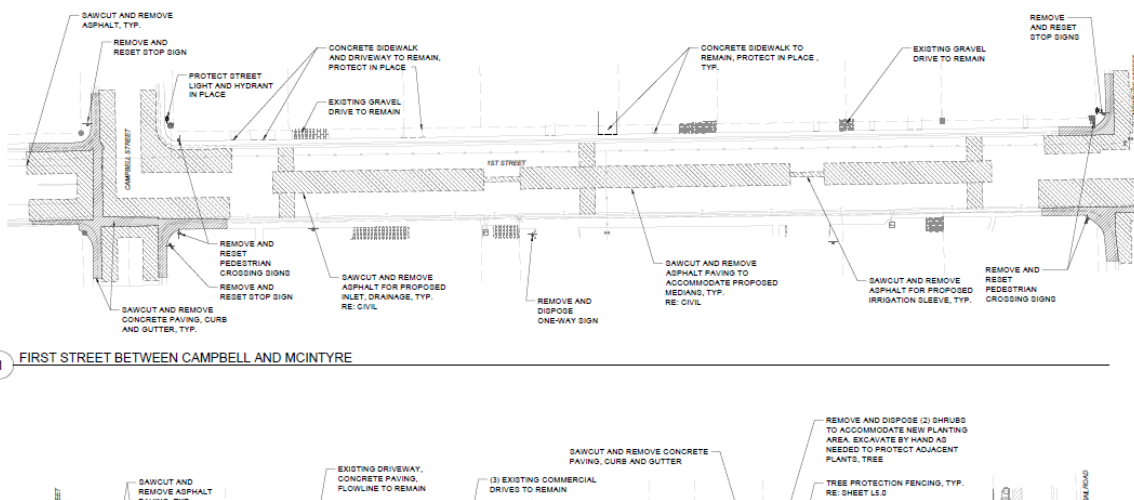 SAWCUT AND REMOVE
ASPHALT, TYP.
REMOVE AND
RESET STOP SIGN
PROTECT STREET
LIGHT AND HYDRANT
IN PLACE
CONCRETE SIDEWALK
AND DRIVEWAY TO REMAIN,
PROTECT IN PLACE
EXISTING GRAVEL
DRIVE TO REMAIN
CONCRETE SIDEWALK TO
REMAIN, PROTECT IN PLACE ,
TYP.
EXISTING GRAVEL
DRIVE TO REMAIN
REMOVE
AND RESET
STOP SIGNS
CAMPBELL STREET
1ST STREET
REMOVE AND
RESET
PEDESTRIAN
CROSSING SIGNS
REMOVE AND
RESET STOP SIGN
SAWCUT AND REMOVE
CONCRETE PAVING, CURB
AND GUTTER, TYP.
SAWCUT AND REMOVE
ASPHALT FOR PROPOSED
INLET, DRAINAGE, TYP.
RE: CIVIL
REMOVE AND
DISPOSE
ONE-WAY SIGN
SAWCUT AND REMOVE
ASPHALT PAVING TO
ACCOMMODATE PROPOSED
MEDIANS, TYP.
RE: CIVIL
SAWCUT AND REMOVE
ASPHALT FOR PROPOSED
IRRIGATION SLEEVE, TYP.
REMOVE AND
RESET
PEDESTRIAN
CROSSING SIGNS
FIRST STREET BETWEEN CAMPBELL AND MCINTYRE
SAWCUT AND
REMOVE ASPHALT
EXISTING DRIVEWAY,
CONCRETE PAVING,
FLOWLINE TO REMAIN
(3) EXISTING COMMERCIAL
DRIVES TO REMAIN
SAWCUT AND REMOVE CONCRETE
PAVING, CURB AND GUTTER
REMOVE AND DISPOSE (2) SHRUBS
TO ACCOMMODATE NEW PLANTING
AREA. EXCAVATE BY HAND AS
NEEDED TO PROTECT ADJACENT
PLANTS, TREE
TREE PROTECTION FENCING, TYP.
RE: SHEET L5.0